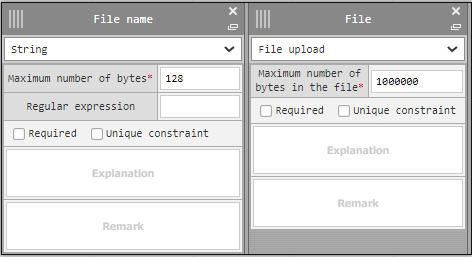 File name
String
Maximum number of bytes* 128
Regular expression
Required Unique constraint
Explanation
Remark
File
File upload
Maximum number of
bytes in the file* 1000000
Required Unique constraint
Explanation
Remark